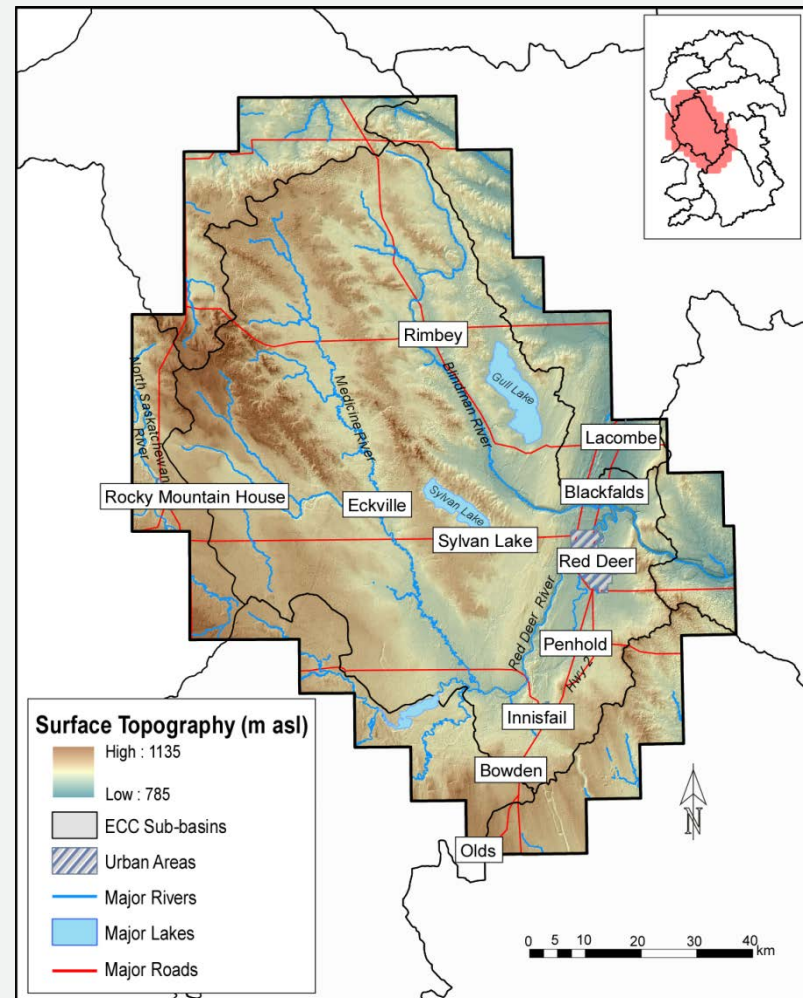 Rimbey
Gull Lake
Blindman River
Medicine River
North Saskatchewan
River
Lacombe
Blackfalds
Rocky Mountain House
Eckville
Sylvan Lake
Sylvan Lake
Red Deer
Red Deer River
Penhold
Hwy 2
Innisfail
Bowden
Olds
Surface Topography (m asl)
High : 1135
Low : 785
ECC Sub-basins
Urban Areas
Major Rivers
Major Lakes
Major Roads
N
0 5 10 20 30 40
km